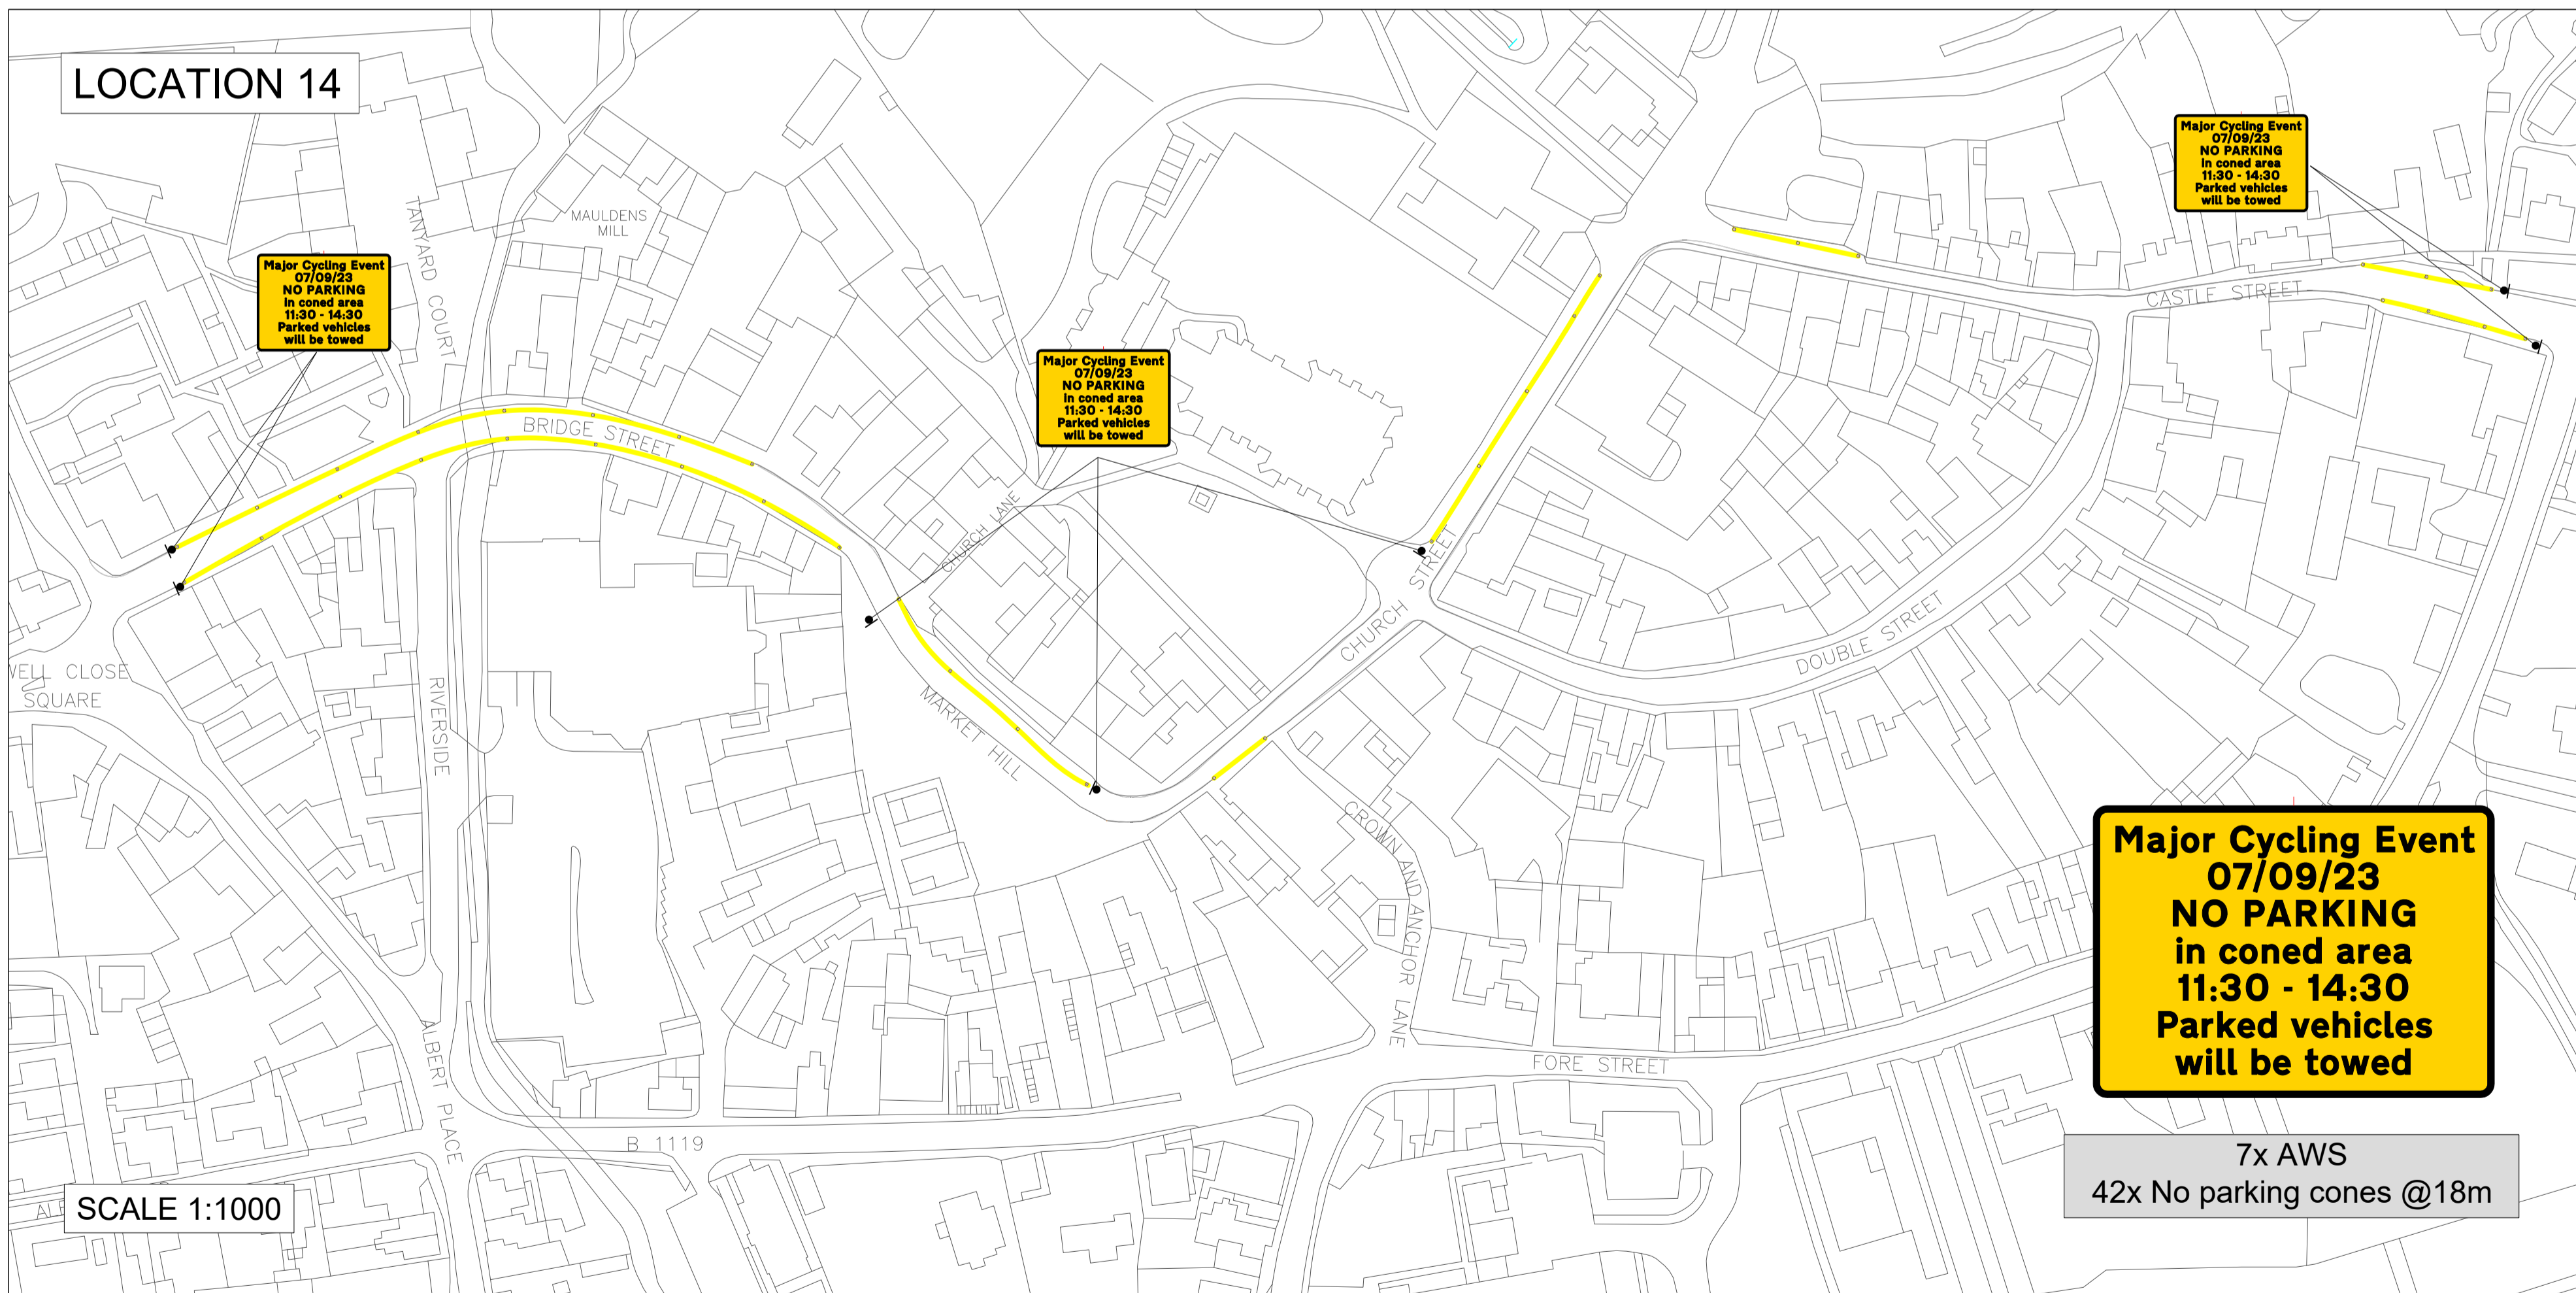 LOCATION 14
Major Cycling Event
07/09/23
NO PARKING
in coned area
11:30 - 14:30
Parked vehicles
will be towed
MAULDENS
MILL
TANYARD COURT
Major Cycling Event
07/09/23
NO PARKING
in coned area
11:30 - 14:30
Parked vehicles
will be towed
CASTLE STREET
Major Cycling Event
07/09/23
NO PARKING
in coned area
11:30 - 14:30
Parked vehicles
will be towed
BRIDGE STREET
CHURCH LANE
CHURCH STREET
DOUBLE STREET
WELL CLOSE
SQUARE
RIVERSIDE
MARKET HILL
CROWN AND ANCHOR LANE
Major Cycling Event
07/09/23
NO PARKING
in coned area
11:30 - 14:30
Parked vehicles
will be towed
FORE STREET
ALBERT PLACE
B 1119
7x AWS
42x No parking cones @18m
SCALE 1:1000